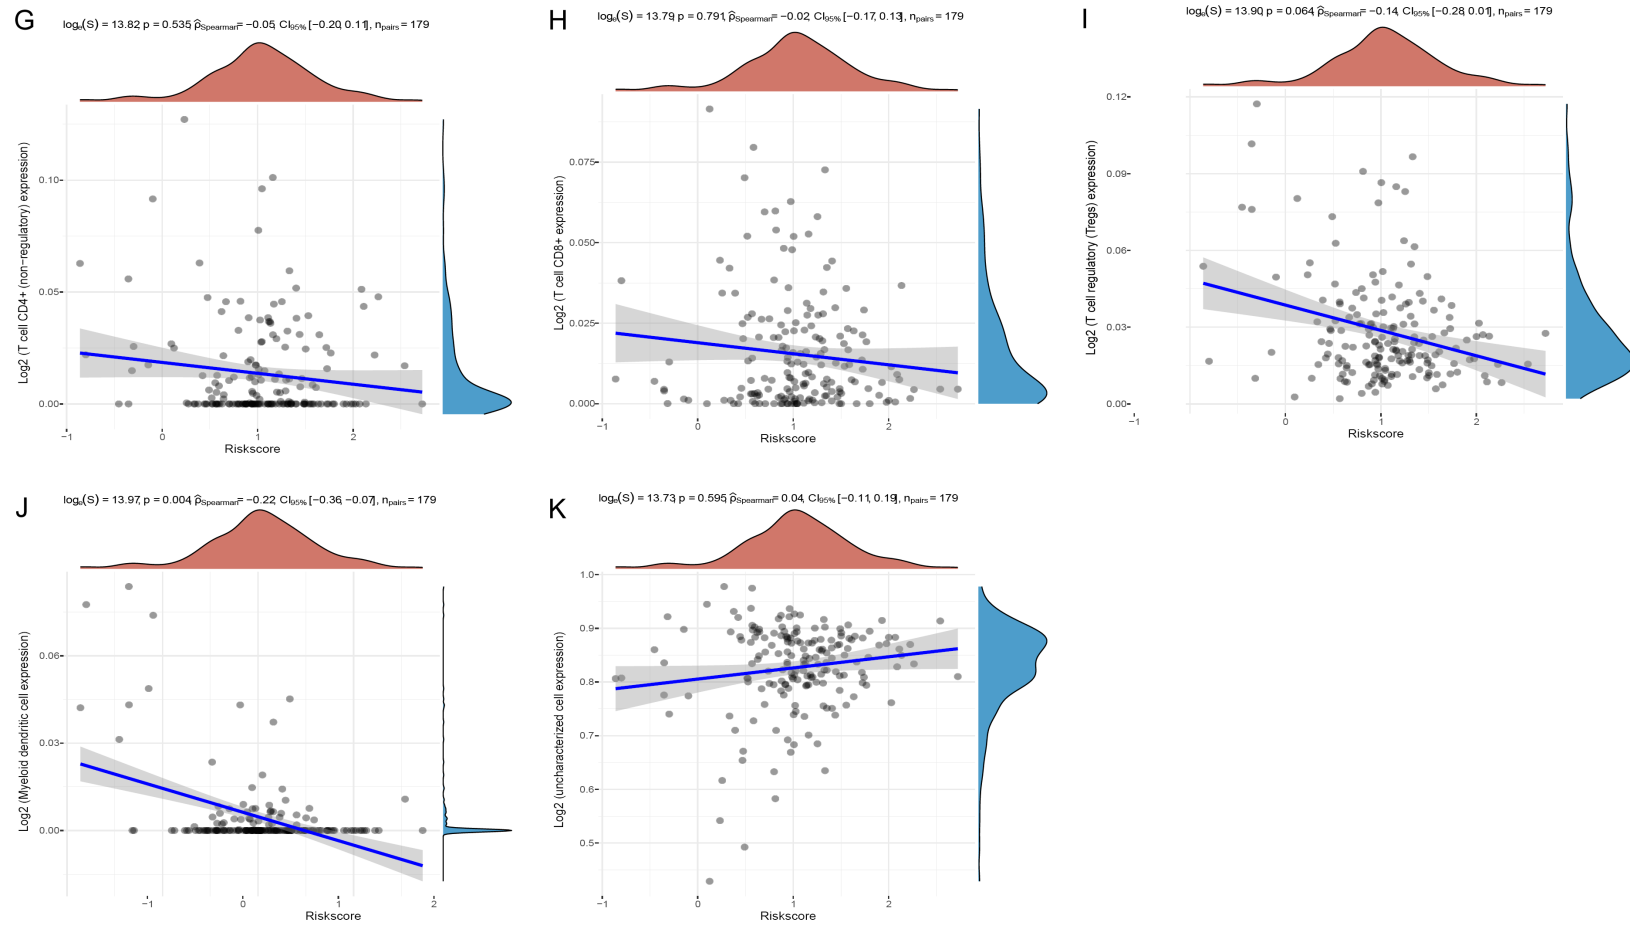 G
log_e(S) = 13.82, p = 0.535, ρ̂_Spearman = −0.05, CI_95% [−0.20, 0.11], n_pairs = 179
Log2 (T cell CD4+ (non−regulatory) expression)
0.10
0.05
0.00
−1 0 1 2
Riskscore
H
log_e(S) = 13.79, p = 0.791, ρ̂_Spearman = −0.02, CI_95% [−0.17, 0.13], n_pairs = 179
Log2 (T cell CD8+ expression)
0.075
0.050
0.025
0.000
−1 0 1 2
Riskscore
I
log_e(S) = 13.90, p = 0.064, ρ̂_Spearman = −0.14, CI_95% [−0.28, 0.01], n_pairs = 179
Log2 (T cell regulatory (Tregs) expression)
0.12
0.09
0.06
0.03
0.00
−1 0 1 2
Riskscore
J
log_e(S) = 13.97, p = 0.004, ρ̂_Spearman = −0.22, CI_95% [−0.36, −0.07], n_pairs = 179
Log2 (Myeloid dendritic cell expression)
0.06
0.03
0.00
−1 0 1 2
Riskscore
K
log_e(S) = 13.73, p = 0.595, ρ̂_Spearman = 0.04, CI_95% [−0.11, 0.19], n_pairs = 179
Log2 (uncharacterized cell expression)
1.0
0.9
0.8
0.7
0.6
0.5
−1 0 1 2
Riskscore